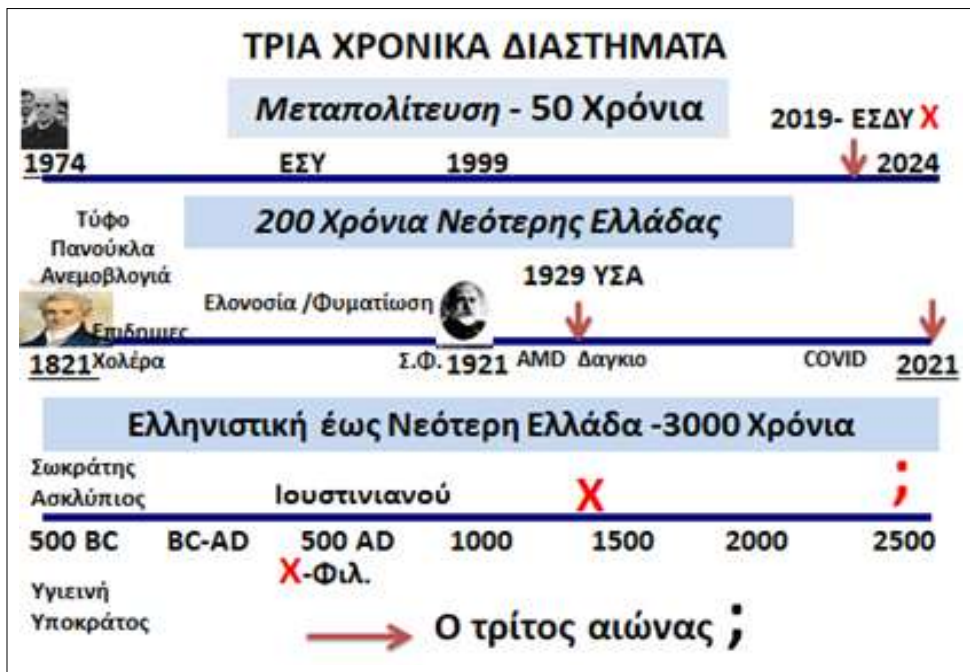 ΤΡΙΑ ΧΡΟΝΙΚΑ ΔΙΑΣΤΗΜΑΤΑ
Μεταπολίτευση - 50 Χρόνια
2019- ΕΣΔΥ Χ
1974 ΕΣΥ 1999 2024
200 Χρόνια Νεότερης Ελλάδας
Τύφο
Πανούκλα
Ανεμοβλογιά
1929 ΥΣΑ
Ελονοσία /Φυματίωση
Επιδημιες
1821 Χολέρα Σ.Φ. 1921 AMD Δαγκιο COVID 2021
Ελληνιστική έως Νεότερη Ελλάδα -3000 Χρόνια
Σωκράτης
Ασκλύπιος Ιουστινιανού Χ ;
500 BC BC-AD 500 AD 1000 1500 2000 2500
Χ-Φιλ.
Υγιεινή
Υποκράτος
Ο τρίτος αιώνας ;